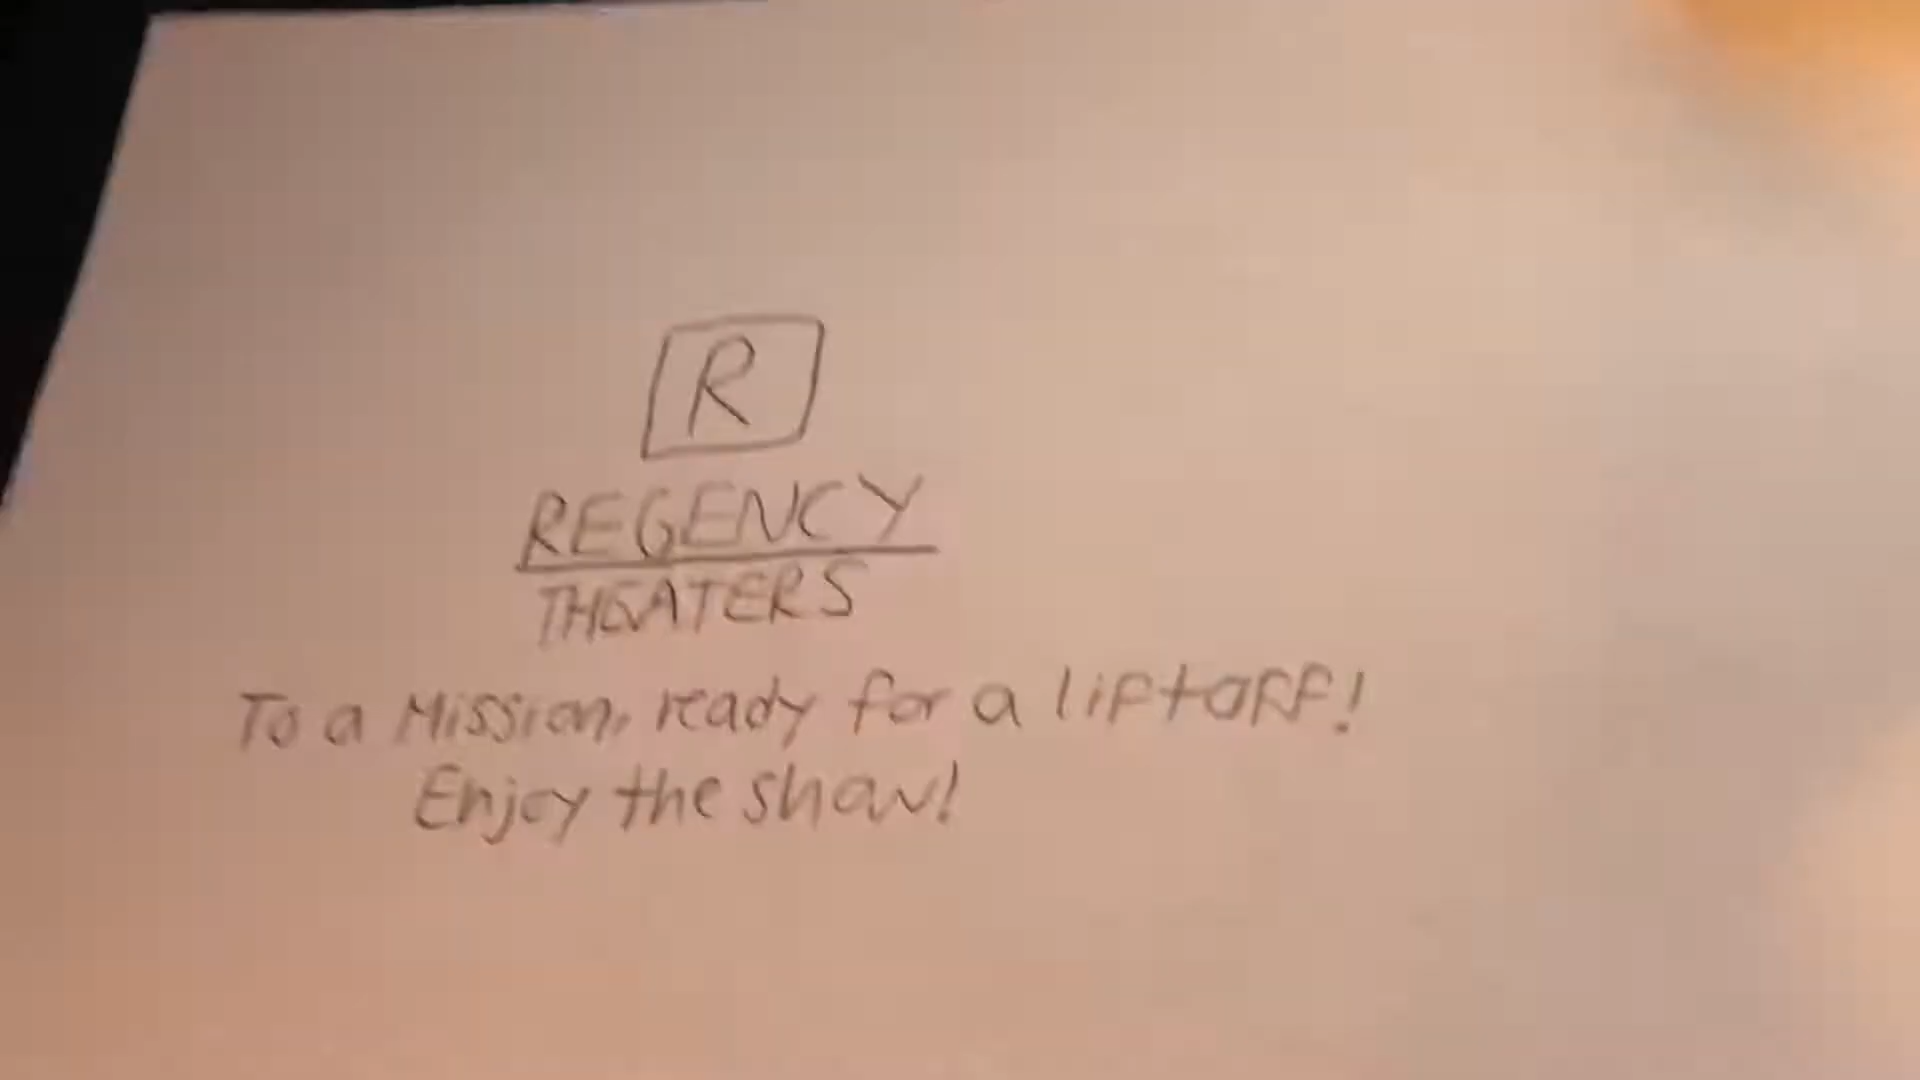 R
REGENCY
THEATERS
To a Mission, ready for a liftoff!
Enjoy the show!